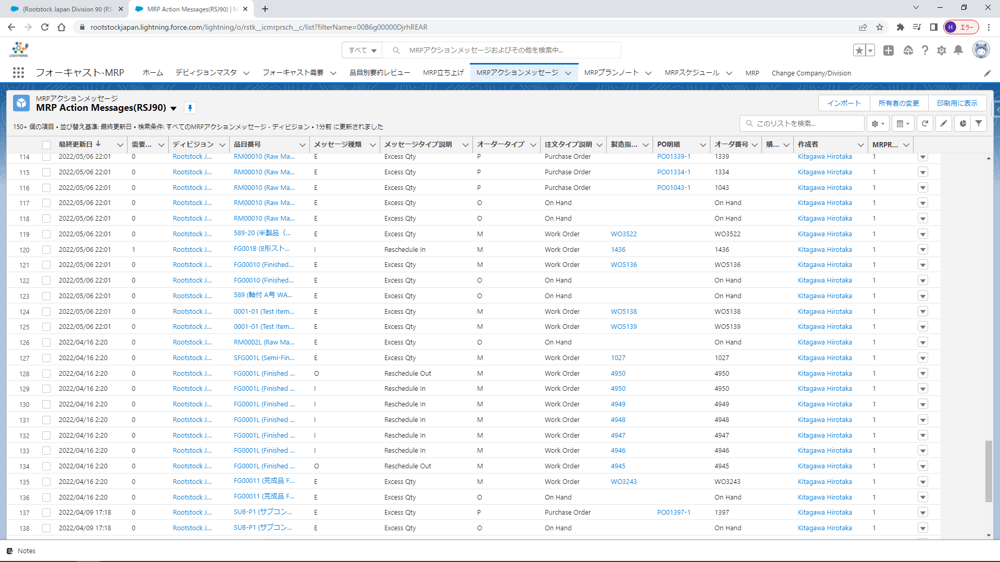 {Rootstock Japan Division 90 (RS
MRP Action Messages(RSJ90) | M
rootstockjapan.lightning.force.com/lightning/o/rstk__icmrprsch__c/list?filterName=00B6g00000DjrhREAR
H エラー
LIGHTNING
すべて
MRPアクションメッセージおよびその他を検索中...
フォーキャスト-MRP
ホーム デビィジョンマスタ フォーキャスト需要 品目別要約レビュー MRP立ち上げ MRPアクションメッセージ MRPプランノート MRPスケジュール MRP Change Company/Division
MRPアクションメッセージ
MRP Action Messages(RSJ90)
インポート 所有者の変更 印刷用に表示
150+ 個の項目 • 並び替え基準: 最終更新日 • 検索条件: すべてのMRPアクションメッセージ - ディビジョン • 1分前 に更新されました
このリストを検索...
最終更新日 需要... ディビジョン 品目番号 メッセージ種類 メッセージタイプ説明 オーダータイプ 注文タイプ説明 製造指... PO明細 オーダ番号 購... 作成者 MRPR...
114 2022/05/06 22:01 0 Rootstock J... RM00010 (Raw Ma... E Excess Qty P Purchase Order PO01339-1 1339 Kitagawa Hirotaka 1
115 2022/05/06 22:01 0 Rootstock J... RM00010 (Raw Ma... E Excess Qty P Purchase Order PO01334-1 1334 Kitagawa Hirotaka 1
116 2022/05/06 22:01 0 Rootstock J... RM00010 (Raw Ma... E Excess Qty P Purchase Order PO01043-1 1043 Kitagawa Hirotaka 1
117 2022/05/06 22:01 0 Rootstock J... RM00010 (Raw Ma... E Excess Qty O On Hand On Hand Kitagawa Hirotaka 1
118 2022/05/06 22:01 0 Rootstock J... RM00010 (Raw Ma... E Excess Qty O On Hand On Hand Kitagawa Hirotaka 1
119 2022/05/06 22:01 0 Rootstock J... 589-20 (半製品（... E Excess Qty M Work Order WO3522 WO3522 Kitagawa Hirotaka 1
120 2022/05/06 22:01 1 Rootstock J... FG001B (B形スト... I Reschedule In M Work Order 1436 1436 Kitagawa Hirotaka 1
121 2022/05/06 22:01 0 Rootstock J... FG00010 (Finished... E Excess Qty M Work Order WO5136 WO5136 Kitagawa Hirotaka 1
122 2022/05/06 22:01 0 Rootstock J... FG00010 (Finished... E Excess Qty O On Hand On Hand Kitagawa Hirotaka 1
123 2022/05/06 22:01 0 Rootstock J... 589 (軸付 A号 WA... E Excess Qty O On Hand On Hand Kitagawa Hirotaka 1
124 2022/05/06 22:01 0 Rootstock J... 0001-01 (Test Item... E Excess Qty M Work Order WO5138 WO5138 Kitagawa Hirotaka 1
125 2022/05/06 22:01 0 Rootstock J... 0001-01 (Test Item... E Excess Qty M Work Order WO5139 WO5139 Kitagawa Hirotaka 1
126 2022/04/16 2:20 0 Rootstock J... RM0002L (Raw Ma... E Excess Qty O On Hand On Hand Kitagawa Hirotaka 1
127 2022/04/16 2:20 0 Rootstock J... SFG001L (Semi-Fin... E Excess Qty M Work Order 1027 1027 Kitagawa Hirotaka 1
128 2022/04/16 2:20 0 Rootstock J... FG0001L (Finished ... O Reschedule Out M Work Order 4950 4950 Kitagawa Hirotaka 1
129 2022/04/16 2:20 0 Rootstock J... FG0001L (Finished ... I Reschedule In M Work Order 4950 4950 Kitagawa Hirotaka 1
130 2022/04/16 2:20 0 Rootstock J... FG0001L (Finished ... I Reschedule In M Work Order 4949 4949 Kitagawa Hirotaka 1
131 2022/04/16 2:20 0 Rootstock J... FG0001L (Finished ... I Reschedule In M Work Order 4948 4948 Kitagawa Hirotaka 1
132 2022/04/16 2:20 0 Rootstock J... FG0001L (Finished ... I Reschedule In M Work Order 4947 4947 Kitagawa Hirotaka 1
133 2022/04/16 2:20 0 Rootstock J... FG0001L (Finished ... I Reschedule In M Work Order 4946 4946 Kitagawa Hirotaka 1
134 2022/04/16 2:20 0 Rootstock J... FG0001L (Finished ... O Reschedule Out M Work Order 4945 4945 Kitagawa Hirotaka 1
135 2022/04/16 2:20 0 Rootstock J... FG00011 (完成品 F... E Excess Qty M Work Order WO3243 WO3243 Kitagawa Hirotaka 1
136 2022/04/16 2:20 0 Rootstock J... FG00011 (完成品 F... E Excess Qty O On Hand On Hand Kitagawa Hirotaka 1
137 2022/04/09 17:18 0 Rootstock J... SUB-P1 (サブコン... E Excess Qty P Purchase Order PO01397-1 1397 Kitagawa Hirotaka 1
138 2022/04/09 17:18 0 Rootstock J... SUB-P1 (サブコン... E Excess Qty O On Hand On Hand Kitagawa Hirotaka 1
Notes